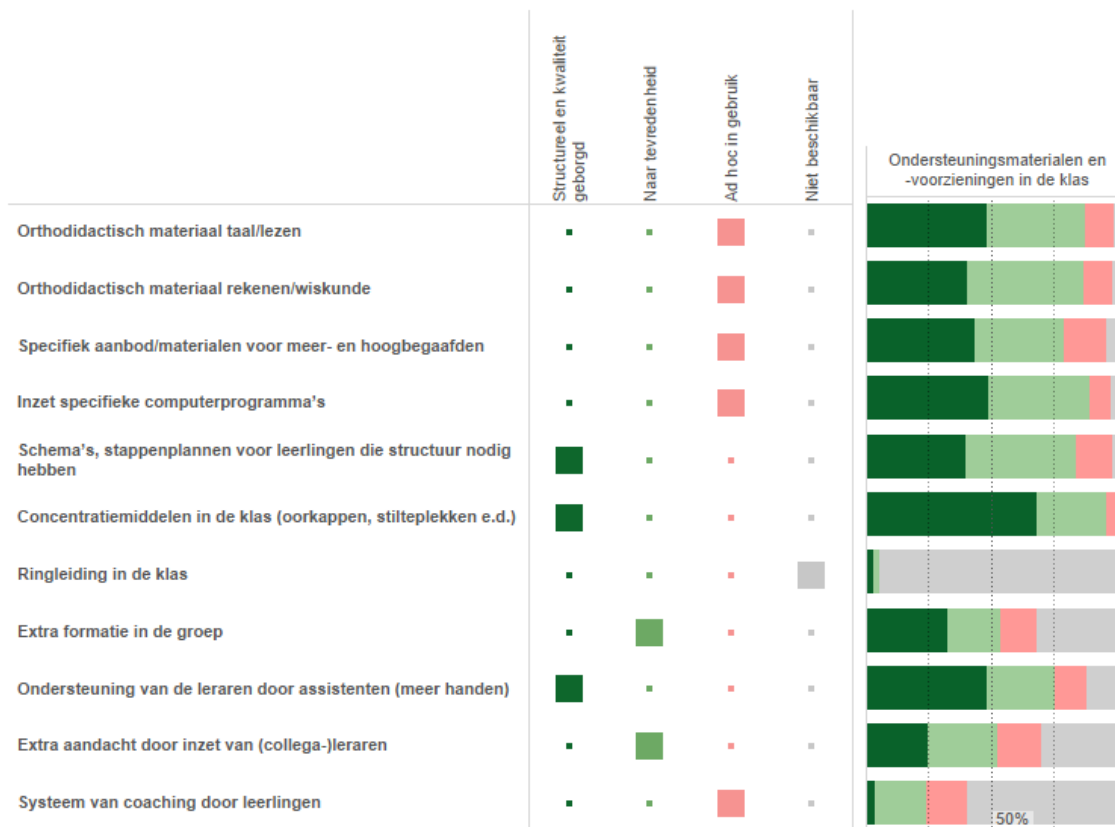 Structureel en kwaliteit
geborgd
Naar tevredenheid
Ad hoc in gebruik
Niet beschikbaar
Ondersteuningsmaterialen en
-voorzieningen in de klas
Orthodidactisch materiaal taal/lezen
Orthodidactisch materiaal rekenen/wiskunde
Specifiek aanbod/materialen voor meer- en hoogbegaafden
Inzet specifieke computerprogramma’s
Schema’s, stappenplannen voor leerlingen die structuur nodig
hebben
Concentratiemiddelen in de klas (oorkappen, stilteplekken e.d.)
Ringleiding in de klas
Extra formatie in de groep
Ondersteuning van de leraren door assistenten (meer handen)
Extra aandacht door inzet van (collega-)leraren
Systeem van coaching door leerlingen
50%